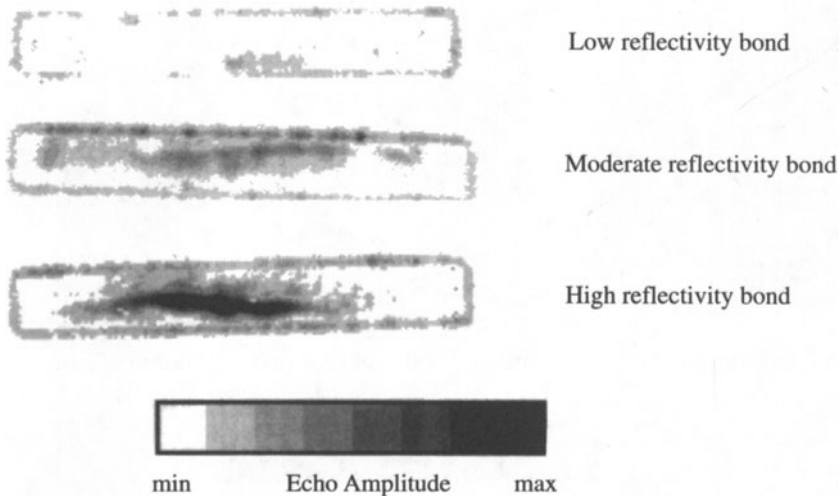 Low reflectivity bond
Moderate reflectivity bond
High reflectivity bond
min Echo Amplitude max